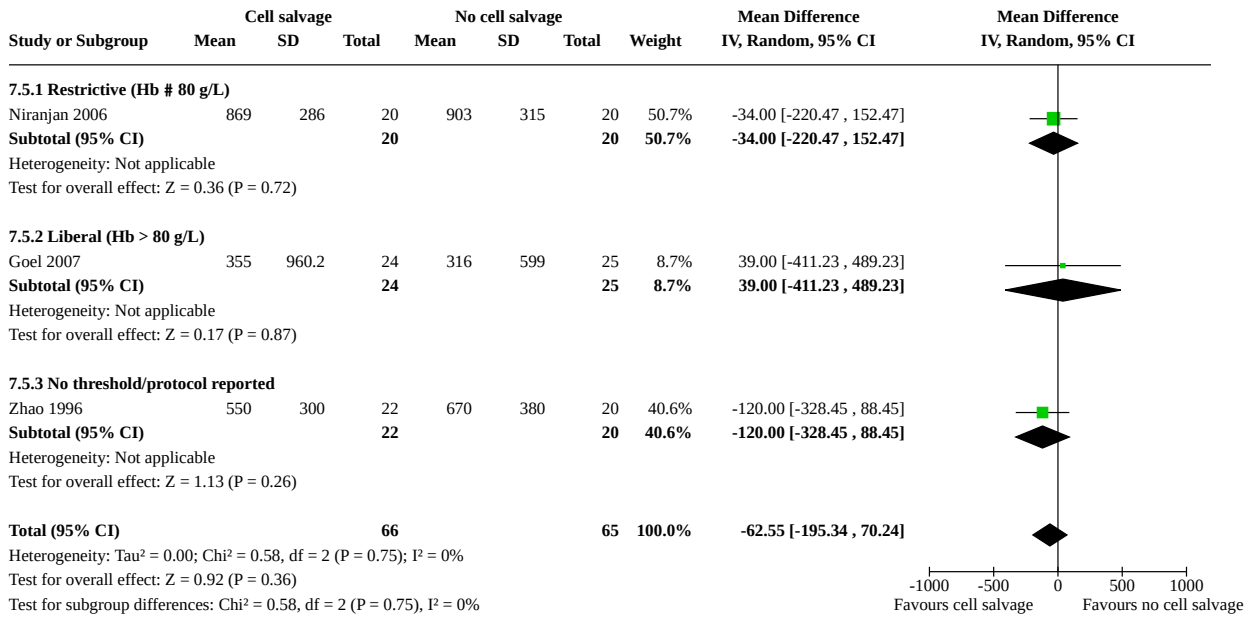 Cell salvage No cell salvage Mean Difference Mean Difference
Study or Subgroup Mean SD Total Mean SD Total Weight IV, Random, 95% CI IV, Random, 95% CI
7.5.1 Restrictive (Hb # 80 g/L)
Niranjan 2006 869 286 20 903 315 20 50.7% -34.00 [-220.47 , 152.47]
Subtotal (95% CI) 20 20 50.7% -34.00 [-220.47 , 152.47]
Heterogeneity: Not applicable
Test for overall effect: Z = 0.36 (P = 0.72)
7.5.2 Liberal (Hb > 80 g/L)
Goel 2007 355 960.2 24 316 599 25 8.7% 39.00 [-411.23 , 489.23]
Subtotal (95% CI) 24 25 8.7% 39.00 [-411.23 , 489.23]
Heterogeneity: Not applicable
Test for overall effect: Z = 0.17 (P = 0.87)
7.5.3 No threshold/protocol reported
Zhao 1996 550 300 22 670 380 20 40.6% -120.00 [-328.45 , 88.45]
Subtotal (95% CI) 22 20 40.6% -120.00 [-328.45 , 88.45]
Heterogeneity: Not applicable
Test for overall effect: Z = 1.13 (P = 0.26)
Total (95% CI) 66 65 100.0% -62.55 [-195.34 , 70.24]
Heterogeneity: Tau² = 0.00; Chi² = 0.58, df = 2 (P = 0.75); I² = 0%
Test for overall effect: Z = 0.92 (P = 0.36)
-1000 -500 0 500 1000
Test for subgroup differences: Chi² = 0.58, df = 2 (P = 0.75), I² = 0%
Favours cell salvage Favours no cell salvage